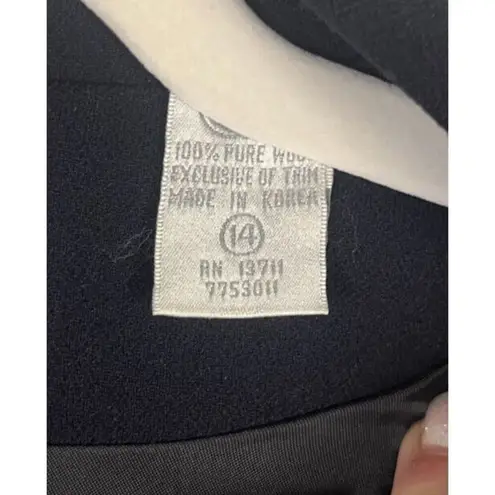 100% PURE WOOL
EXCLUSIVE OF TRIM
MADE IN KOREA
14
RN 13711
7753011